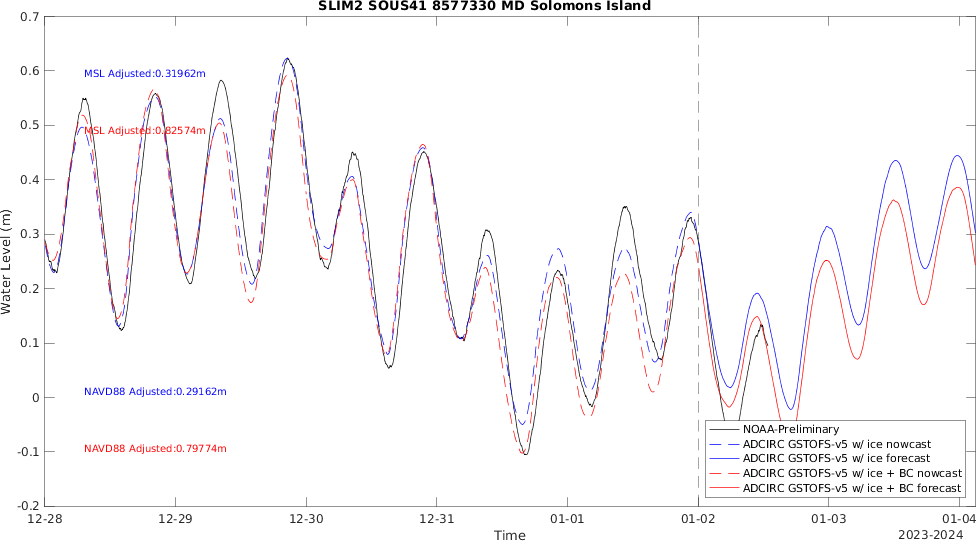 SLIM2 SOUS41 8577330 MD Solomons Island
0.7
0.6
0.5
0.4
0.3
0.2
0.1
0
-0.1
-0.2
Water Level (m)
MSL Adjusted:0.31962m
MSL Adjusted:0.82574m
NAVD88 Adjusted:0.29162m
NAVD88 Adjusted:0.79774m
NOAA-Preliminary
ADCIRC GSTOFS-v5 w/ ice nowcast
ADCIRC GSTOFS-v5 w/ ice forecast
ADCIRC GSTOFS-v5 w/ ice + BC nowcast
ADCIRC GSTOFS-v5 w/ ice + BC forecast
12-28 12-29 12-30 12-31 01-01 01-02 01-03 01-04
Time
2023-2024